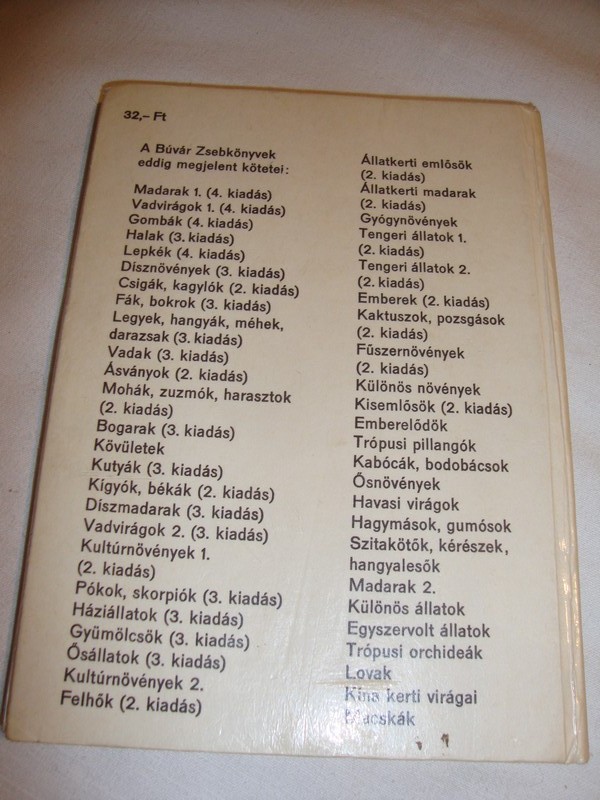 32,– Ft
A Búvár Zsebkönyvek
eddig megjelent kötetei:
Madarak 1. (4. kiadás)
Vadvirágok 1. (4. kiadás)
Gombák (4. kiadás)
Halak (3. kiadás)
Lepkék (4. kiadás)
Dísznövények (3. kiadás)
Csigák, kagylók (2. kiadás)
Fák, bokrok (3. kiadás)
Legyek, hangyák, méhek,
darazsak (3. kiadás)
Vadak (3. kiadás)
Ásványok (2. kiadás)
Mohák, zuzmók, harasztok
(2. kiadás)
Bogarak (3. kiadás)
Kövületek
Kutyák (3. kiadás)
Kígyók, békák (2. kiadás)
Díszmadarak (3. kiadás)
Vadvirágok 2. (3. kiadás)
Kultúrnövények 1.
(2. kiadás)
Pókok, skorpiók (3. kiadás)
Háziállatok (3. kiadás)
Gyümölcsök (3. kiadás)
Ősállatok (3. kiadás)
Kultúrnövények 2.
Felhők (2. kiadás)
Állatkerti emlősök
(2. kiadás)
Állatkerti madarak
(2. kiadás)
Gyógynövények
Tengeri állatok 1.
(2. kiadás)
Tengeri állatok 2.
(2. kiadás)
Emberek (2. kiadás)
Kaktuszok, pozsgások
(2. kiadás)
Fűszernövények
(2. kiadás)
Különös növények
Kisemlősök (2. kiadás)
Emberelődök
Trópusi pillangók
Kabócák, bodobácsok
Ősnövények
Havasi virágok
Hagymások, gumósok
Szitakötők, kérészek,
hangyalesők
Madarak 2.
Különös állatok
Egyszervolt állatok
Trópusi orchideák
Lovak
Kína kerti virágai
Macskák